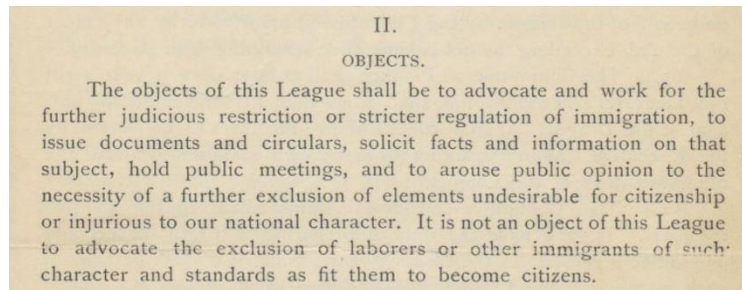 II.
OBJECTS.
The objects of this League shall be to advocate and work for the
further judicious restriction or stricter regulation of immigration, to
issue documents and circulars, solicit facts and information on that
subject, hold public meetings, and to arouse public opinion to the
necessity of a further exclusion of elements undesirable for citizenship
or injurious to our national character. It is not an object of this League
to advocate the exclusion of laborers or other immigrants of such
character and standards as fit them to become citizens.